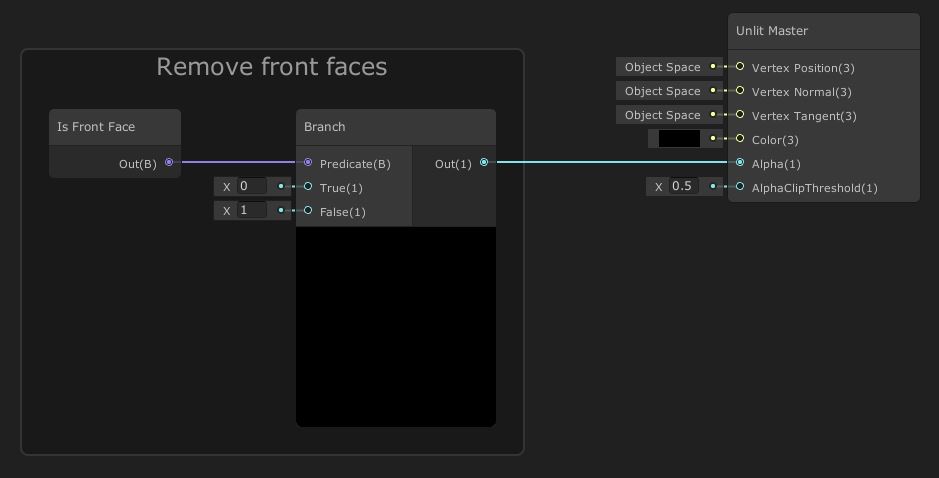 Unlit Master
Remove front faces
Object Space
Vertex Position(3)
Object Space
Vertex Normal(3)
Object Space
Vertex Tangent(3)
Color(3)
Alpha(1)
X 0.5
AlphaClipThreshold(1)
Is Front Face
Out(B)
Branch
Predicate(B)
Out(1)
X 0
True(1)
X 1
False(1)